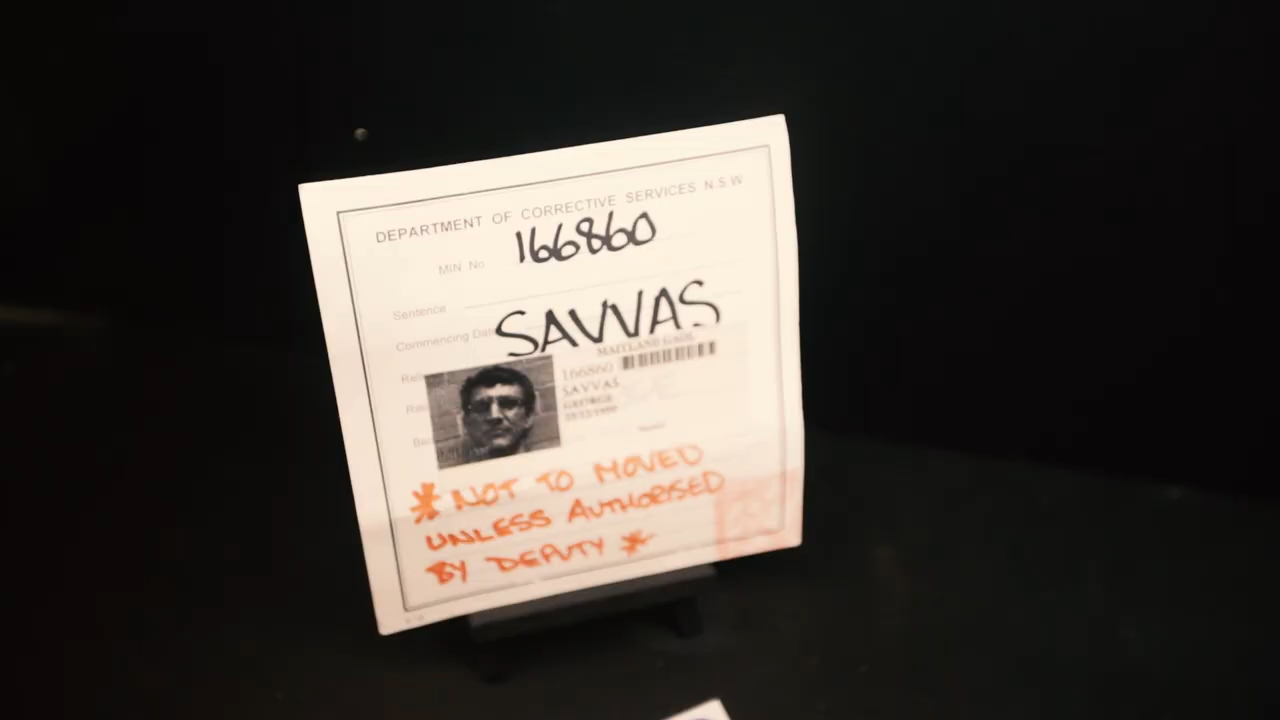 DEPARTMENT OF CORRECTIVE SERVICES N.S.W
MIN No 166860
Sentence
Commencing Dat
SAVVAS
MAITLAND GAOL
166860
SAVVAS
GEORGE
* NOT TO MOVED
UNLESS AUTHORISED
BY DEPUTY *